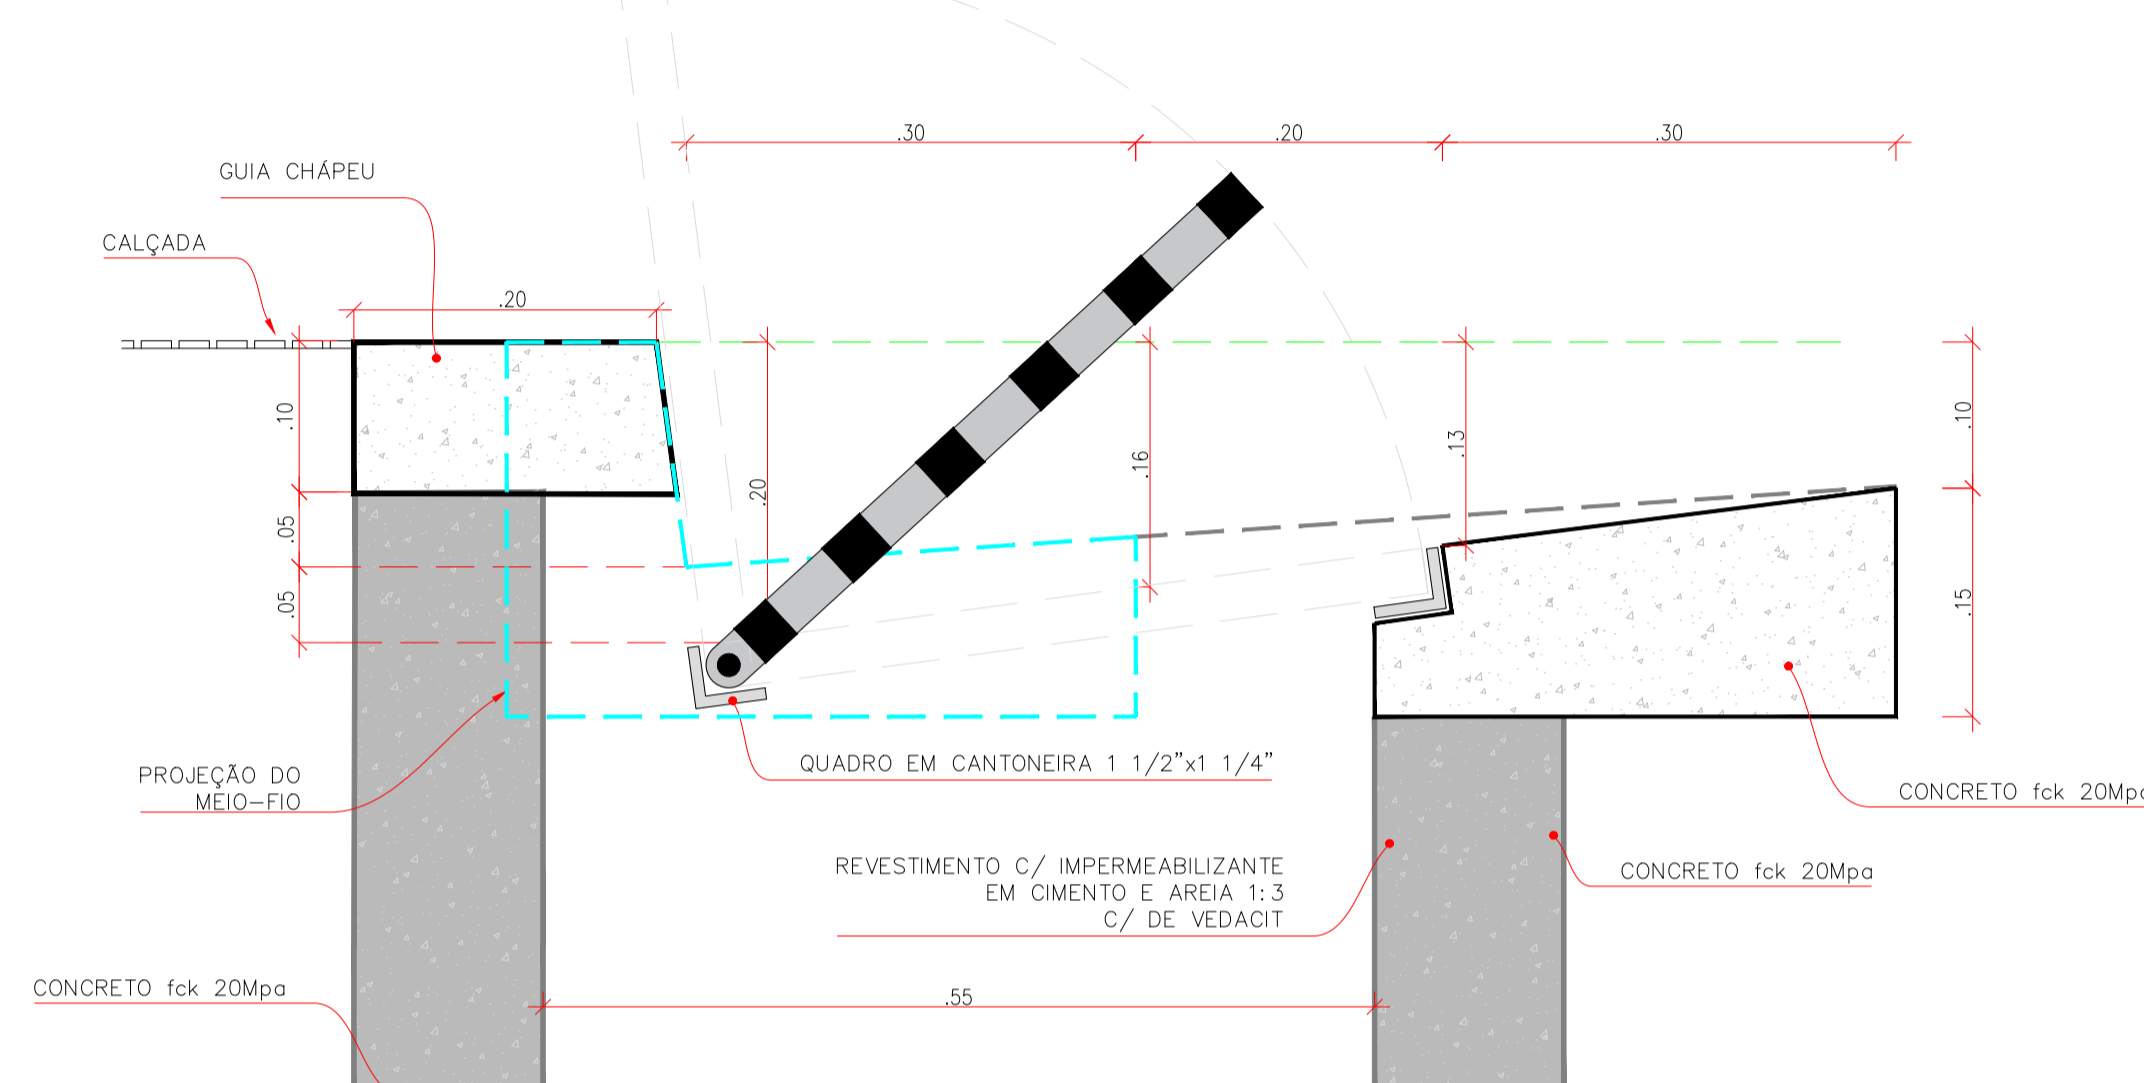 .30
.20
.30
GUIA CHÁPEU
CALÇADA
.20
.10
.05
.05
.20
.16
.13
.10
.15
PROJEÇÃO DO
MEIO-FIO
QUADRO EM CANTONEIRA 1 1/2"x1 1/4"
CONCRETO fck 20Mpa
REVESTIMENTO C/ IMPERMEABILIZANTE
EM CIMENTO E AREIA 1:3
C/ DE VEDACIT
CONCRETO fck 20Mpa
CONCRETO fck 20Mpa
.55